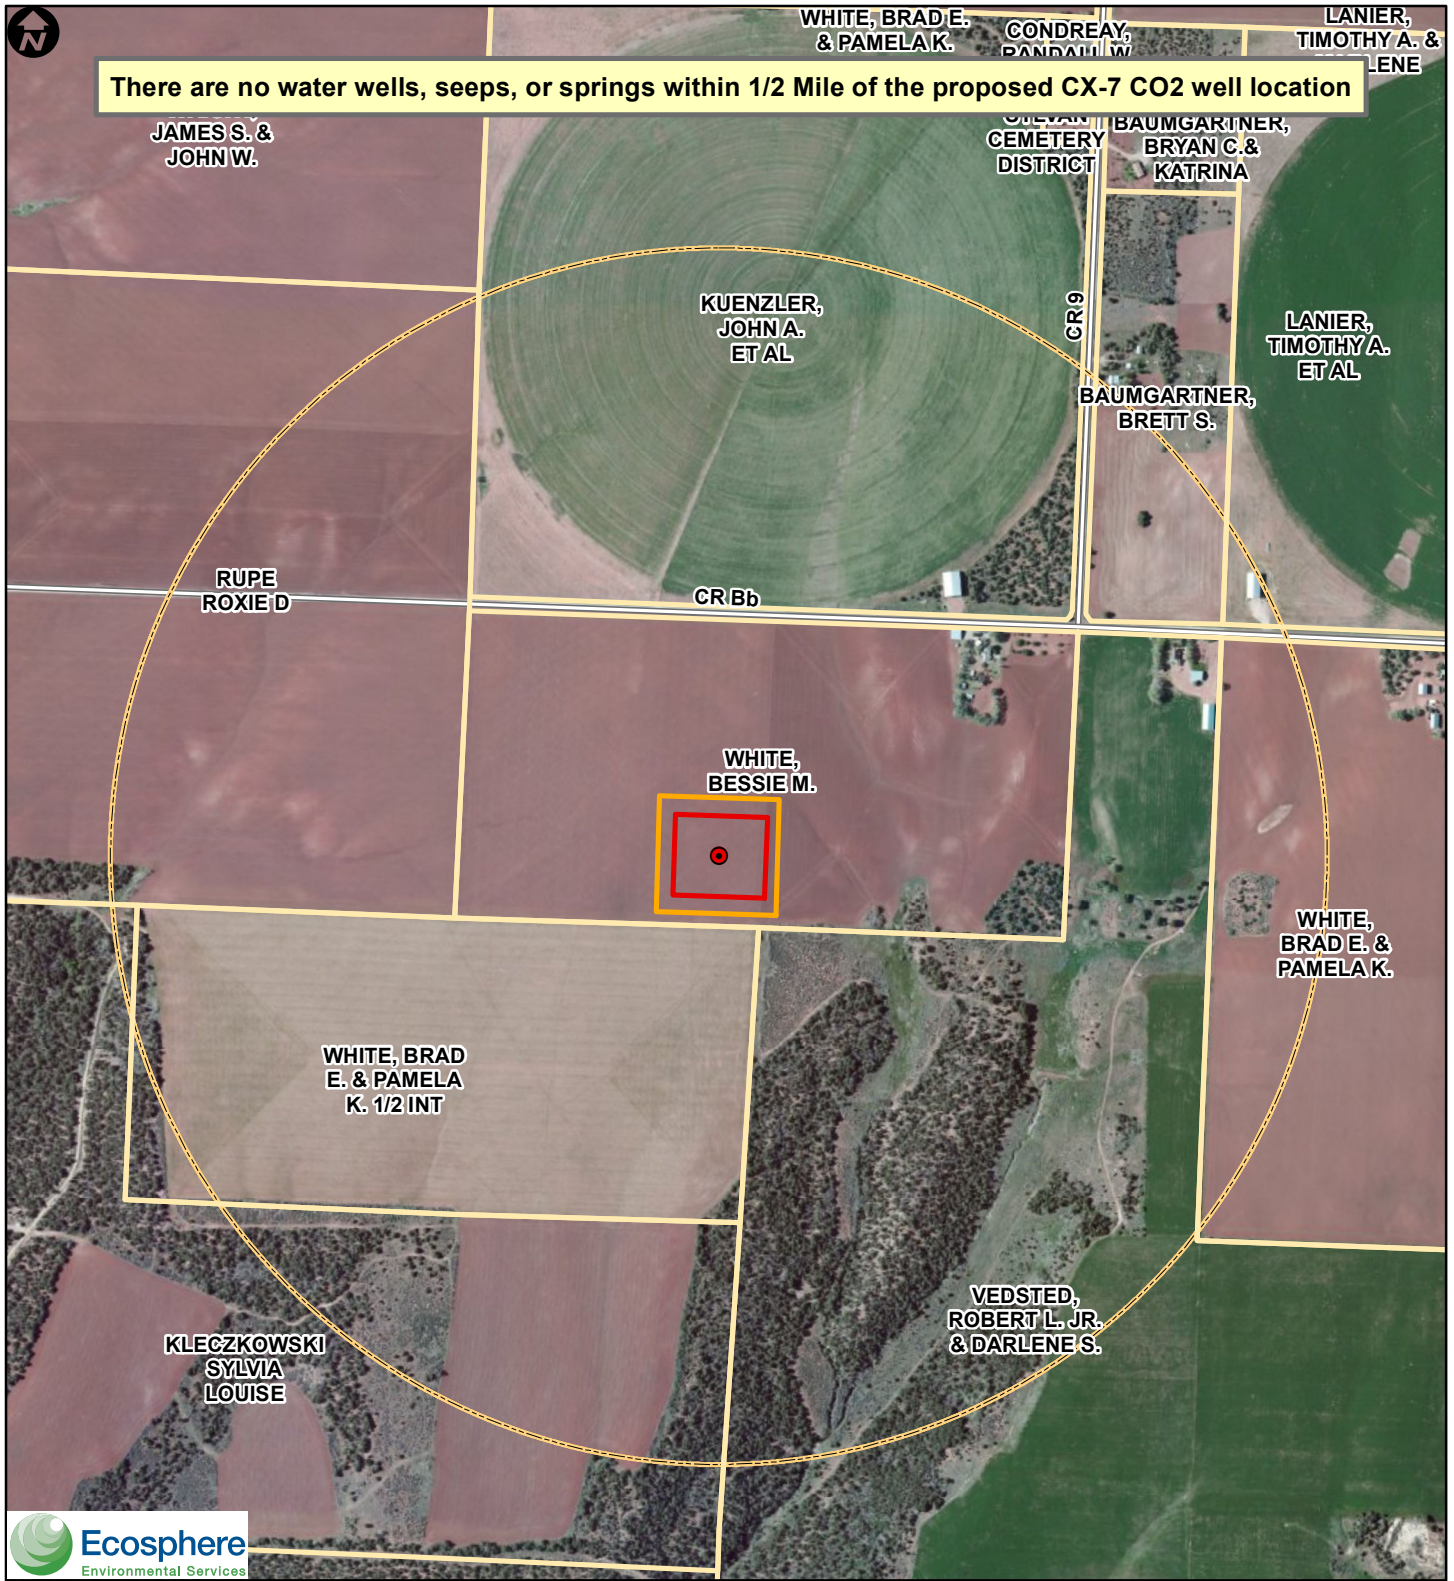 N
WHITE, BRAD E.
& PAMELA K.
CONDREAY,
RANDALL W
LANIER,
TIMOTHY A. &
LENE
There are no water wells, seeps, or springs within 1/2 Mile of the proposed CX-7 CO2 well location
JAMES S. &
JOHN W.
CEMETERY
DISTRICT
BAUMGARTNER,
BRYAN C.&
KATRINA
KUENZLER,
JOHN A.
ET AL
CR 9
LANIER,
TIMOTHY A.
ET AL
BAUMGARTNER,
BRETT S.
RUPE
ROXIE D
CR Bb
WHITE,
BESSIE M.
WHITE,
BRAD E. &
PAMELA K.
WHITE, BRAD
E. & PAMELA
K. 1/2 INT
VEDSTED,
ROBERT L. JR.
& DARLENE S.
KLECZKOWSKI
SYLVIA
LOUISE
Ecosphere
Environmental Services